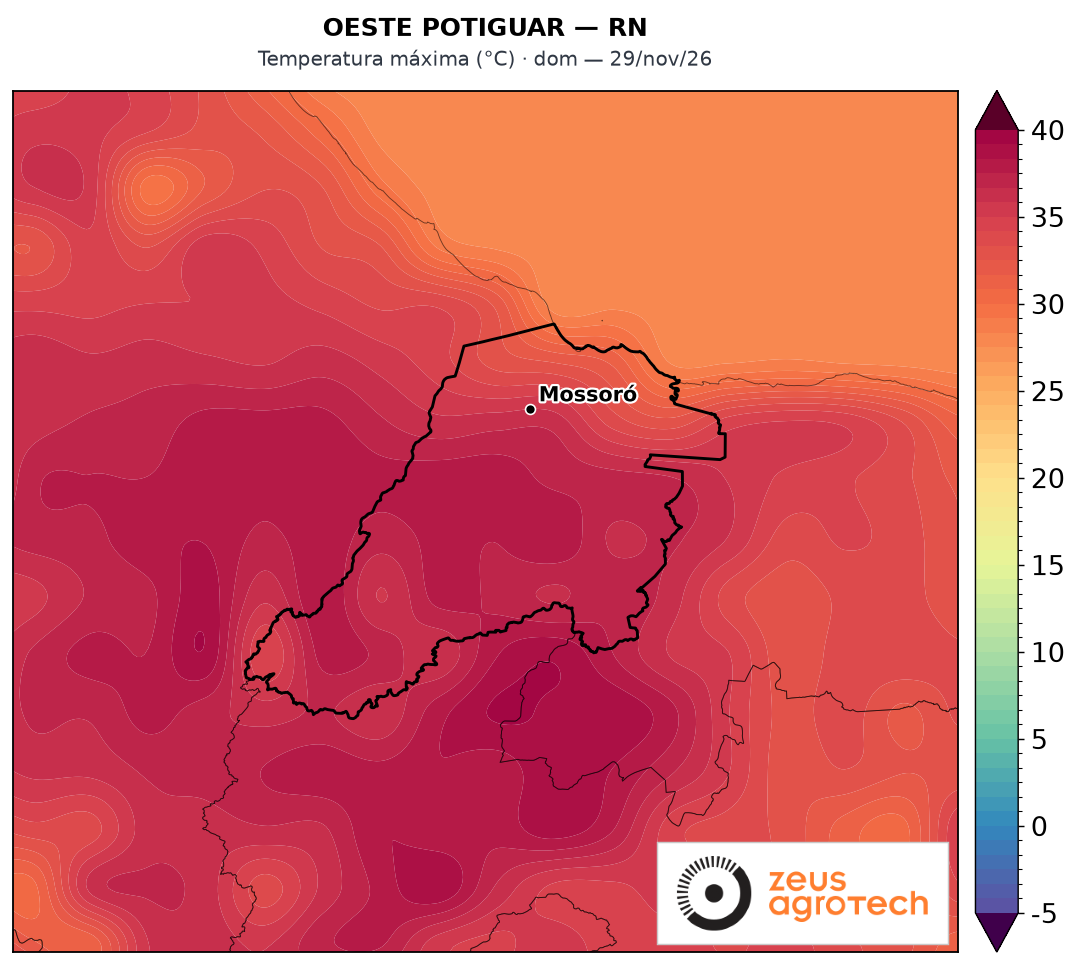 OESTE POTIGUAR — RN
Temperatura máxima (°C) · dom — 29/nov/26
Mossoró
40
35
30
25
20
15
10
5
0
-5
zeus
agrotech